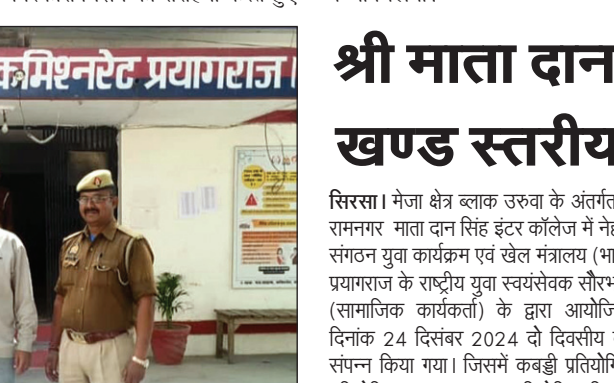 कमिश्नरेट प्रयागराज
श्री माता दान
खण्ड स्तरीय
सिरसा। मेजा क्षेत्र ब्लाक उरुवा के अंतर्गत
रामनगर माता दान सिंह इंटर कॉलेज में नेह
संगठन युवा कार्यक्रम एवं खेल मंत्रालय (भा
प्रयागराज के राष्ट्रीय युवा स्वयंसेवक सौरभ
(सामाजिक कार्यकर्ता) के द्वारा आयोजि
दिनांक 24 दिसंबर 2024 दो दिवसीय
संपन्न किया गया। जिसमें कबड्डी प्रतियोगि